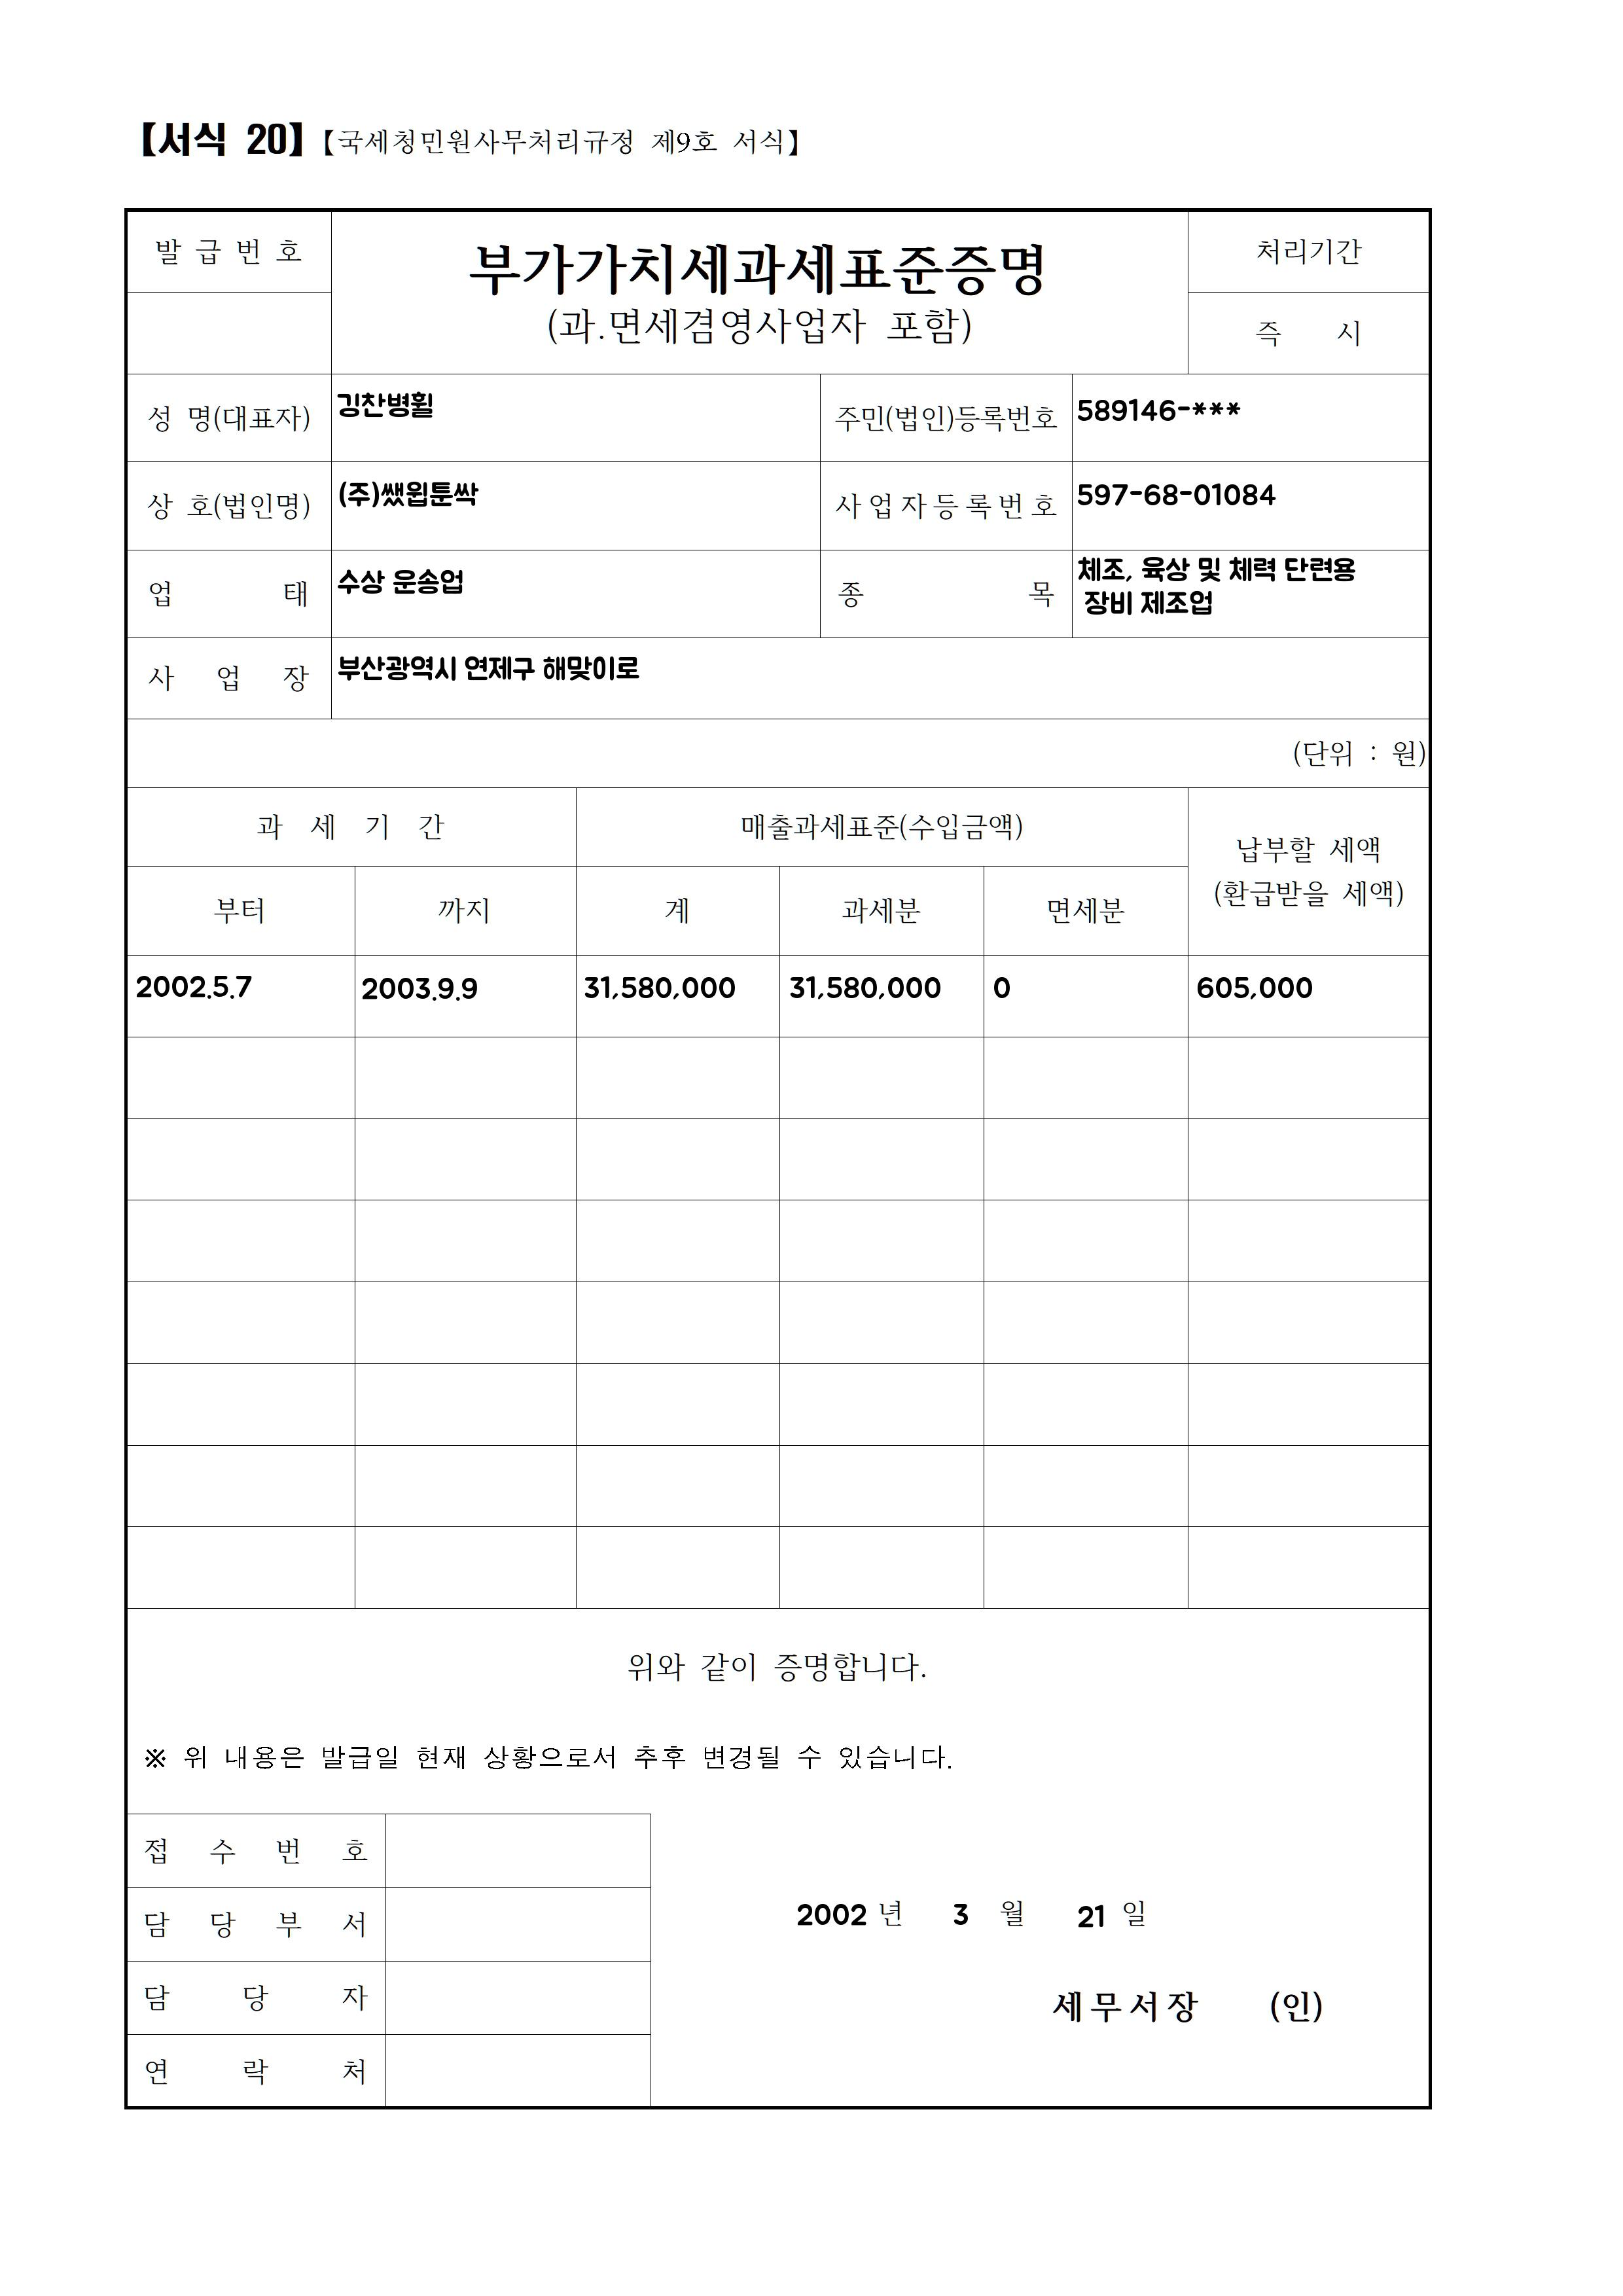 【서식 20】【국세청민원사무처리규정 제9호 서식】
발 급 번 호
부가가치세과세표준증명
(과.면세겸영사업자 포함)
처리기간
즉 시
성 명(대표자) 깅찬병휠 주민(법인)등록번호 589146-***
상 호(법인명) (주)쌨윕툰싹 사업자등록번호 597-68-01084
업 태 수상 운송업 종 목 체조, 육상 및 체력 단련용
장비 제조업
사 업 장 부산광역시 연제구 해맞이로
(단위 : 원)
과 세 기 간 매출과세표준(수입금액) 납부할 세액
(환급받을 세액)
부터 까지 계 과세분 면세분
2002.5.7 2003.9.9 31,580,000 31,580,000 0 605,000
위와 같이 증명합니다.
※ 위 내용은 발급일 현재 상황으로서 추후 변경될 수 있습니다.
접 수 번 호
담 당 부 서
담 당 자
연 락 처
2002 년 3 월 21 일
세무서장 (인)